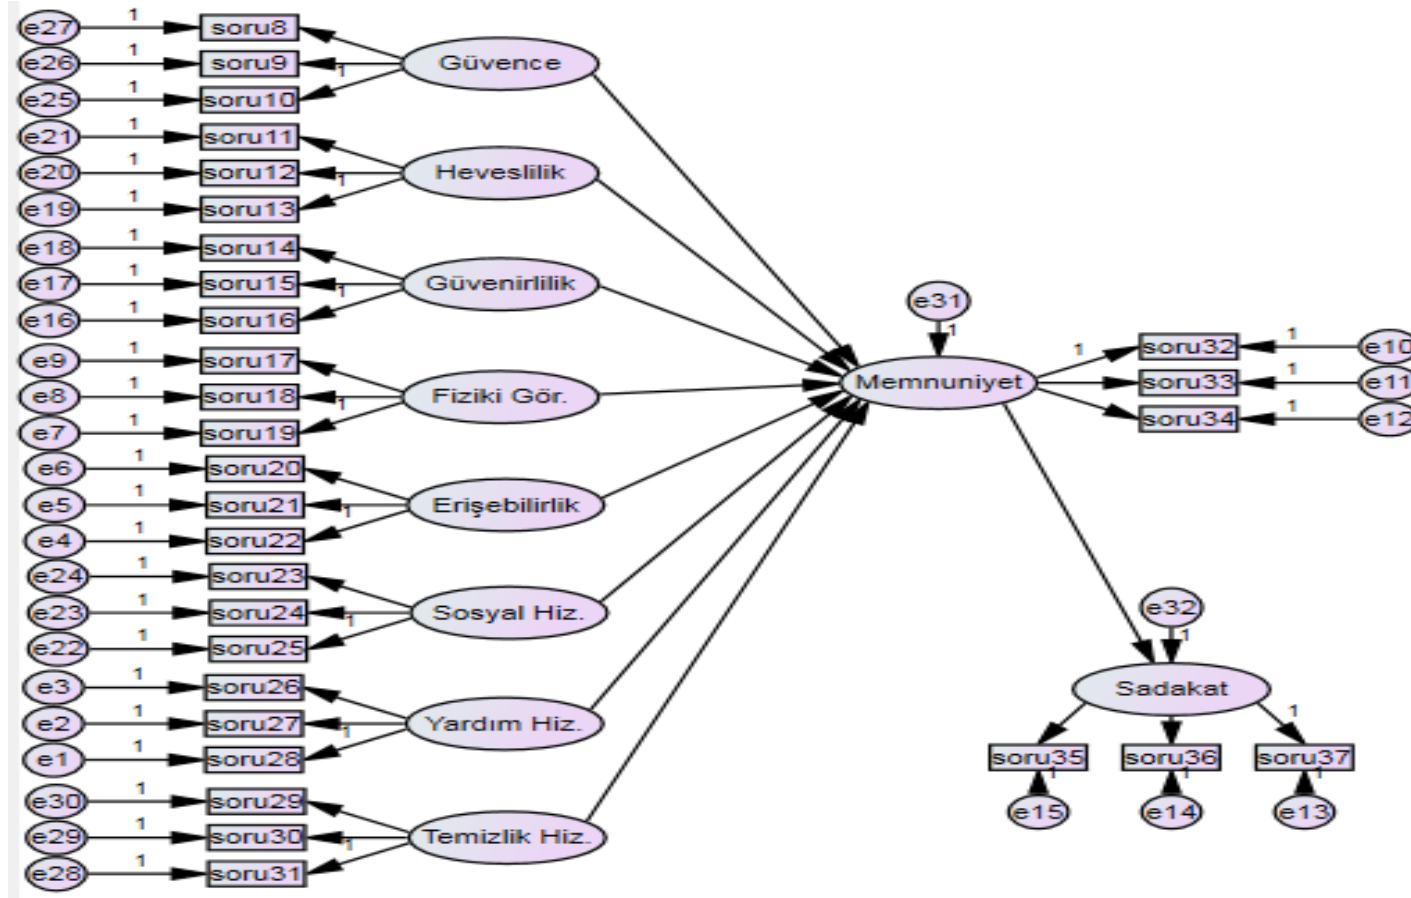 e27 1 soru8
e26 1 soru9 1 Güvence
e25 1 soru10
e21 1 soru11
e20 1 soru12 1 Heveslilik
e19 1 soru13
e18 1 soru14
e17 1 soru15 1 Güvenirlilik
e16 1 soru16
e9 1 soru17
e8 1 soru18 1 Fiziki Gör.
e7 1 soru19
e6 1 soru20
e5 1 soru21 1 Erişebilirlik
e4 1 soru22
e24 1 soru23
e23 1 soru24 1 Sosyal Hiz.
e22 1 soru25
e3 1 soru26
e2 1 soru27 1 Yardım Hiz.
e1 1 soru28
e30 1 soru29
e29 1 soru30 1 Temizlik Hiz.
e28 1 soru31
e31
1
1 soru32 1 e10
Memnuniyet soru33 1 e11
soru34 1 e12
e32
1
Sadakat
1
soru35 soru36 soru37
1 1 1
e15 e14 e13